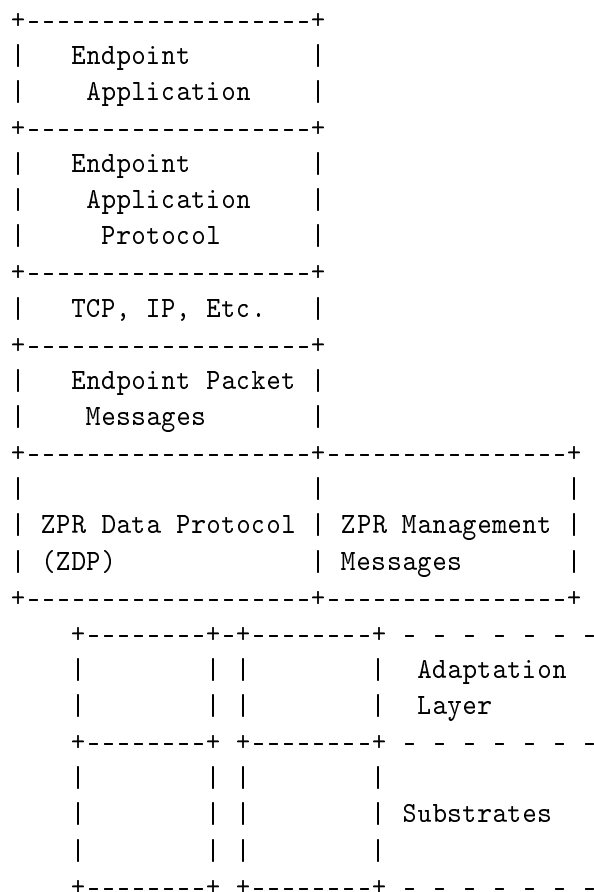 Endpoint
Application
Endpoint
Application
Protocol
TCP, IP, Etc.
Endpoint Packet
Messages
ZPR Data Protocol ZPR Management
(ZDP) Messages
Adaptation
Layer
Substrates